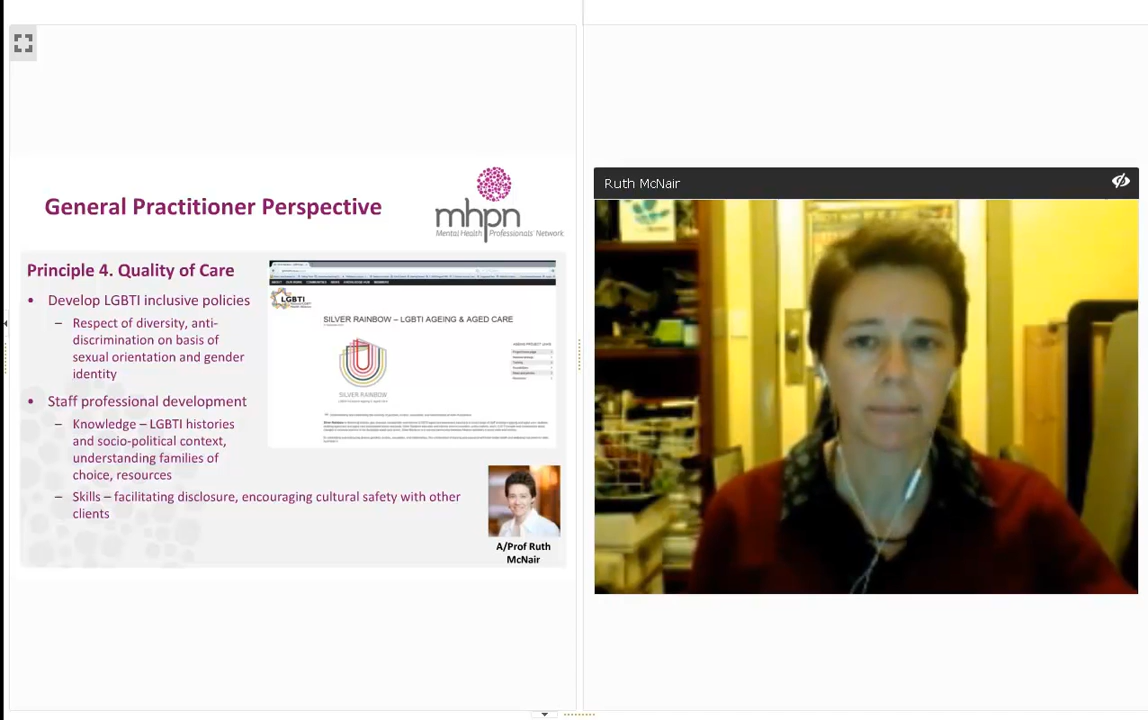 General Practitioner Perspective
mhpn
Mental Health Professionals' Network
Principle 4. Quality of Care
• Develop LGBTI inclusive policies
– Respect of diversity, anti-
discrimination on basis of
sexual orientation and gender
identity
• Staff professional development
– Knowledge – LGBTI histories
and socio-political context,
understanding families of
choice, resources
– Skills – facilitating disclosure, encouraging cultural safety with other
clients
LGBTI
SILVER RAINBOW – LGBTI AGEING & AGED CARE
SILVER RAINBOW
A/Prof Ruth
McNair
Ruth McNair